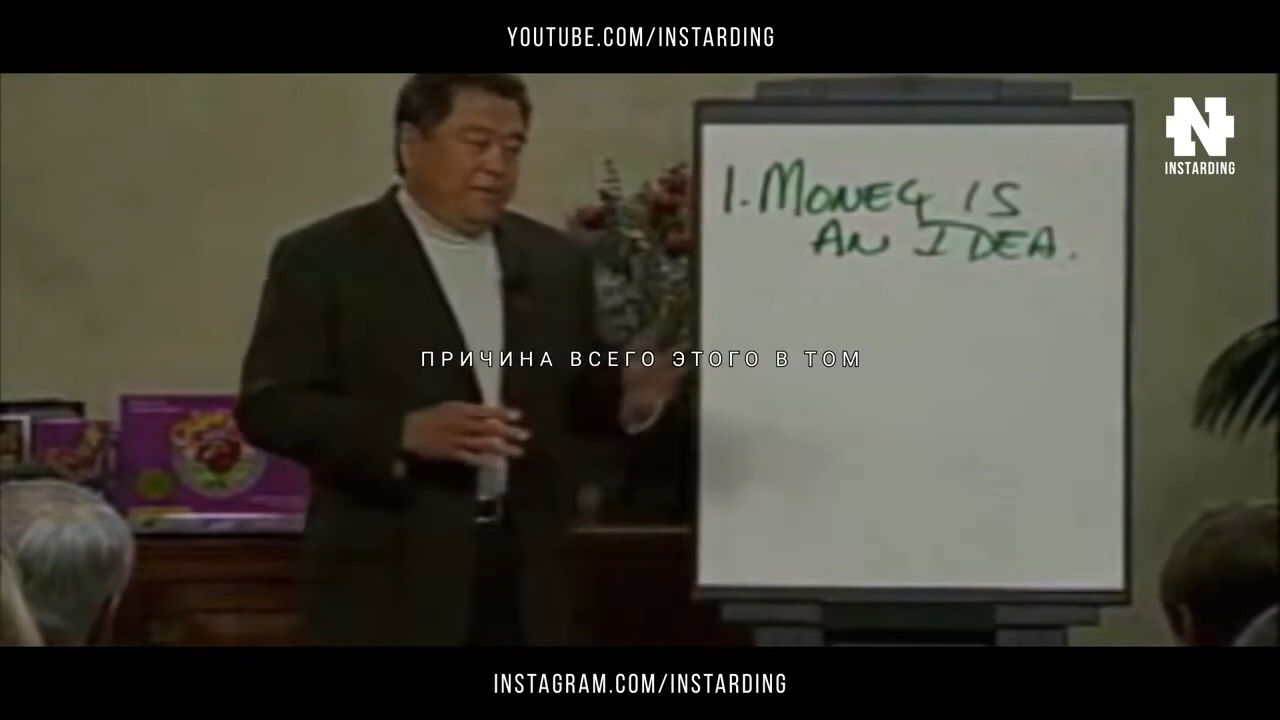 YOUTUBE.COM/INSTARDING
N
INSTARDING
1. MONEY IS
AN IDEA.
ПРИЧИНА ВСЕГО ЭТОГО В ТОМ
INSTAGRAM.COM/INSTARDING